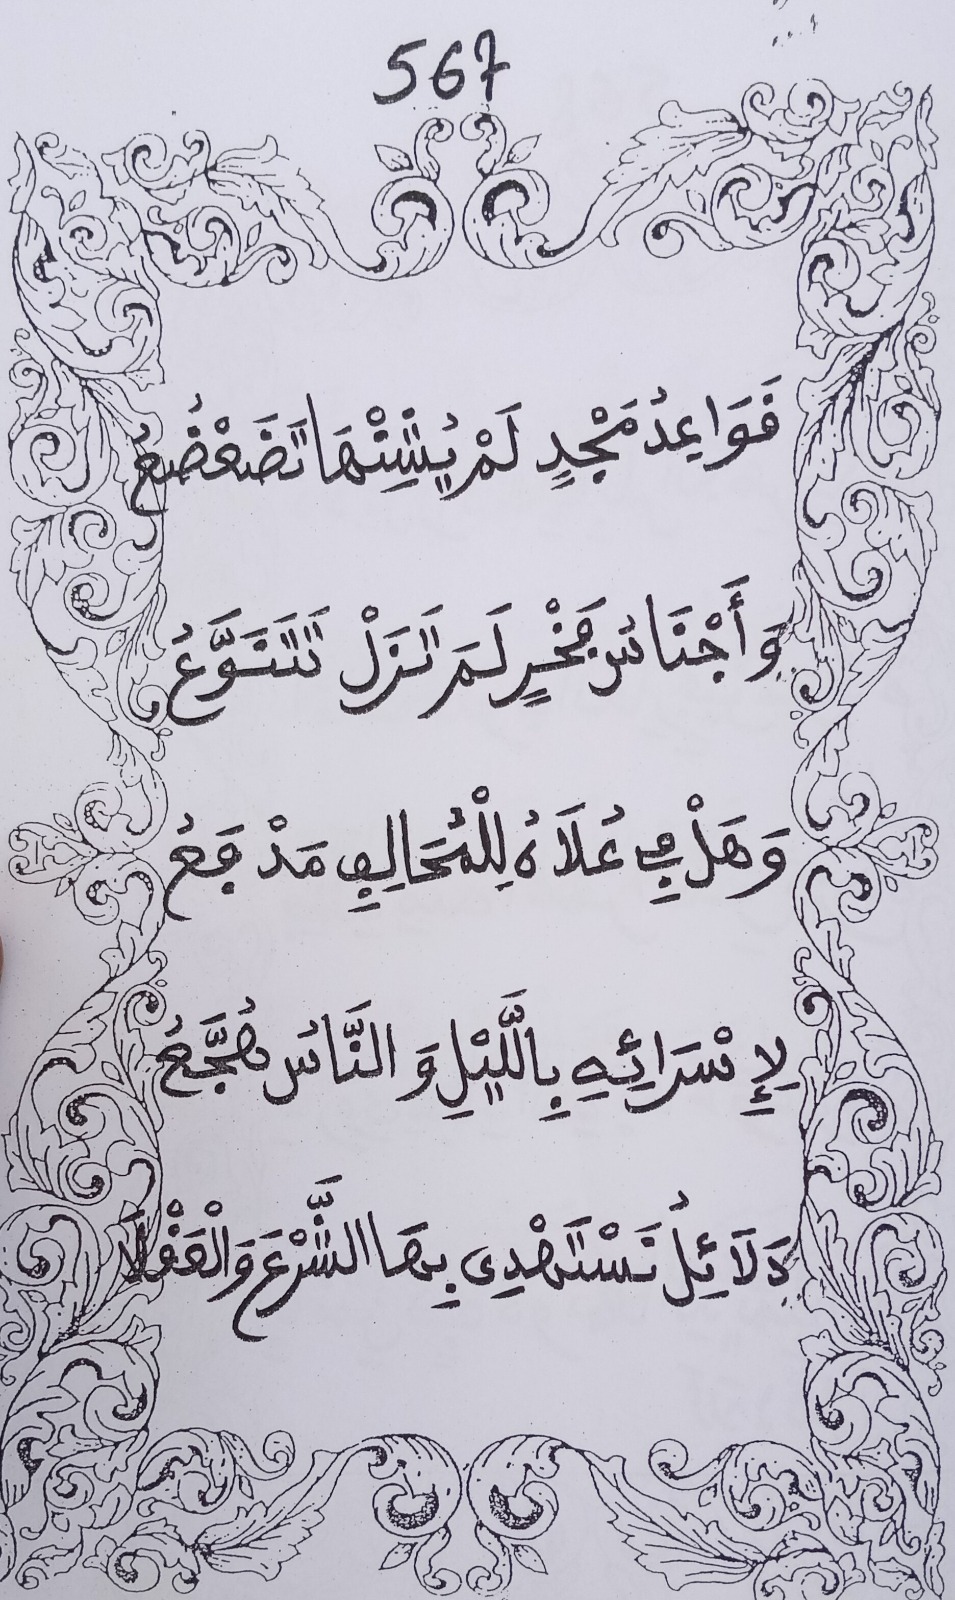 567
قَوَاعِدُ مَجْدٍ لَمْ يُشِنْهَا تَضَعْضُعُ
وَأَجْنَاسُ فَخْرٍ لَمْ تَزَلْ تَتَنَوَّعُ
وَهَلْ فِي عُلَاهُ لِلْمُخَالِفِ مَدْفَعُ
لِإِسْرَائِهِ بِاللَّيْلِ وَالنَّاسُ هُجَّعُ
دَلَائِلُ تَسْتَهْدِي بِهَا الشَّرْعَ وَالْعَقْلَا